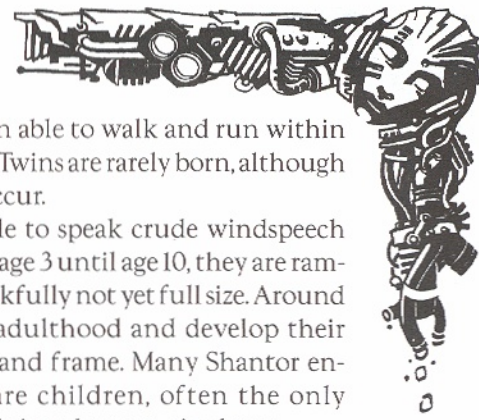 n able to walk and run within
Twins are rarely born, although
cur.
le to speak crude windspeech
age 3 until age 10, they are ram-
kfully not yet full size. Around
adulthood and develop their
and frame. Many Shantor en-
are children, often the only